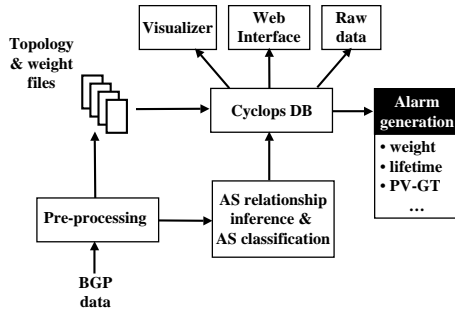 Visualizer
Web
Interface
Raw
data
Topology
& weight
files
Cyclops DB
Alarm
generation
• weight
• lifetime
• PV-GT
...
Pre-processing
AS relationship
inference &
AS classification
BGP
data